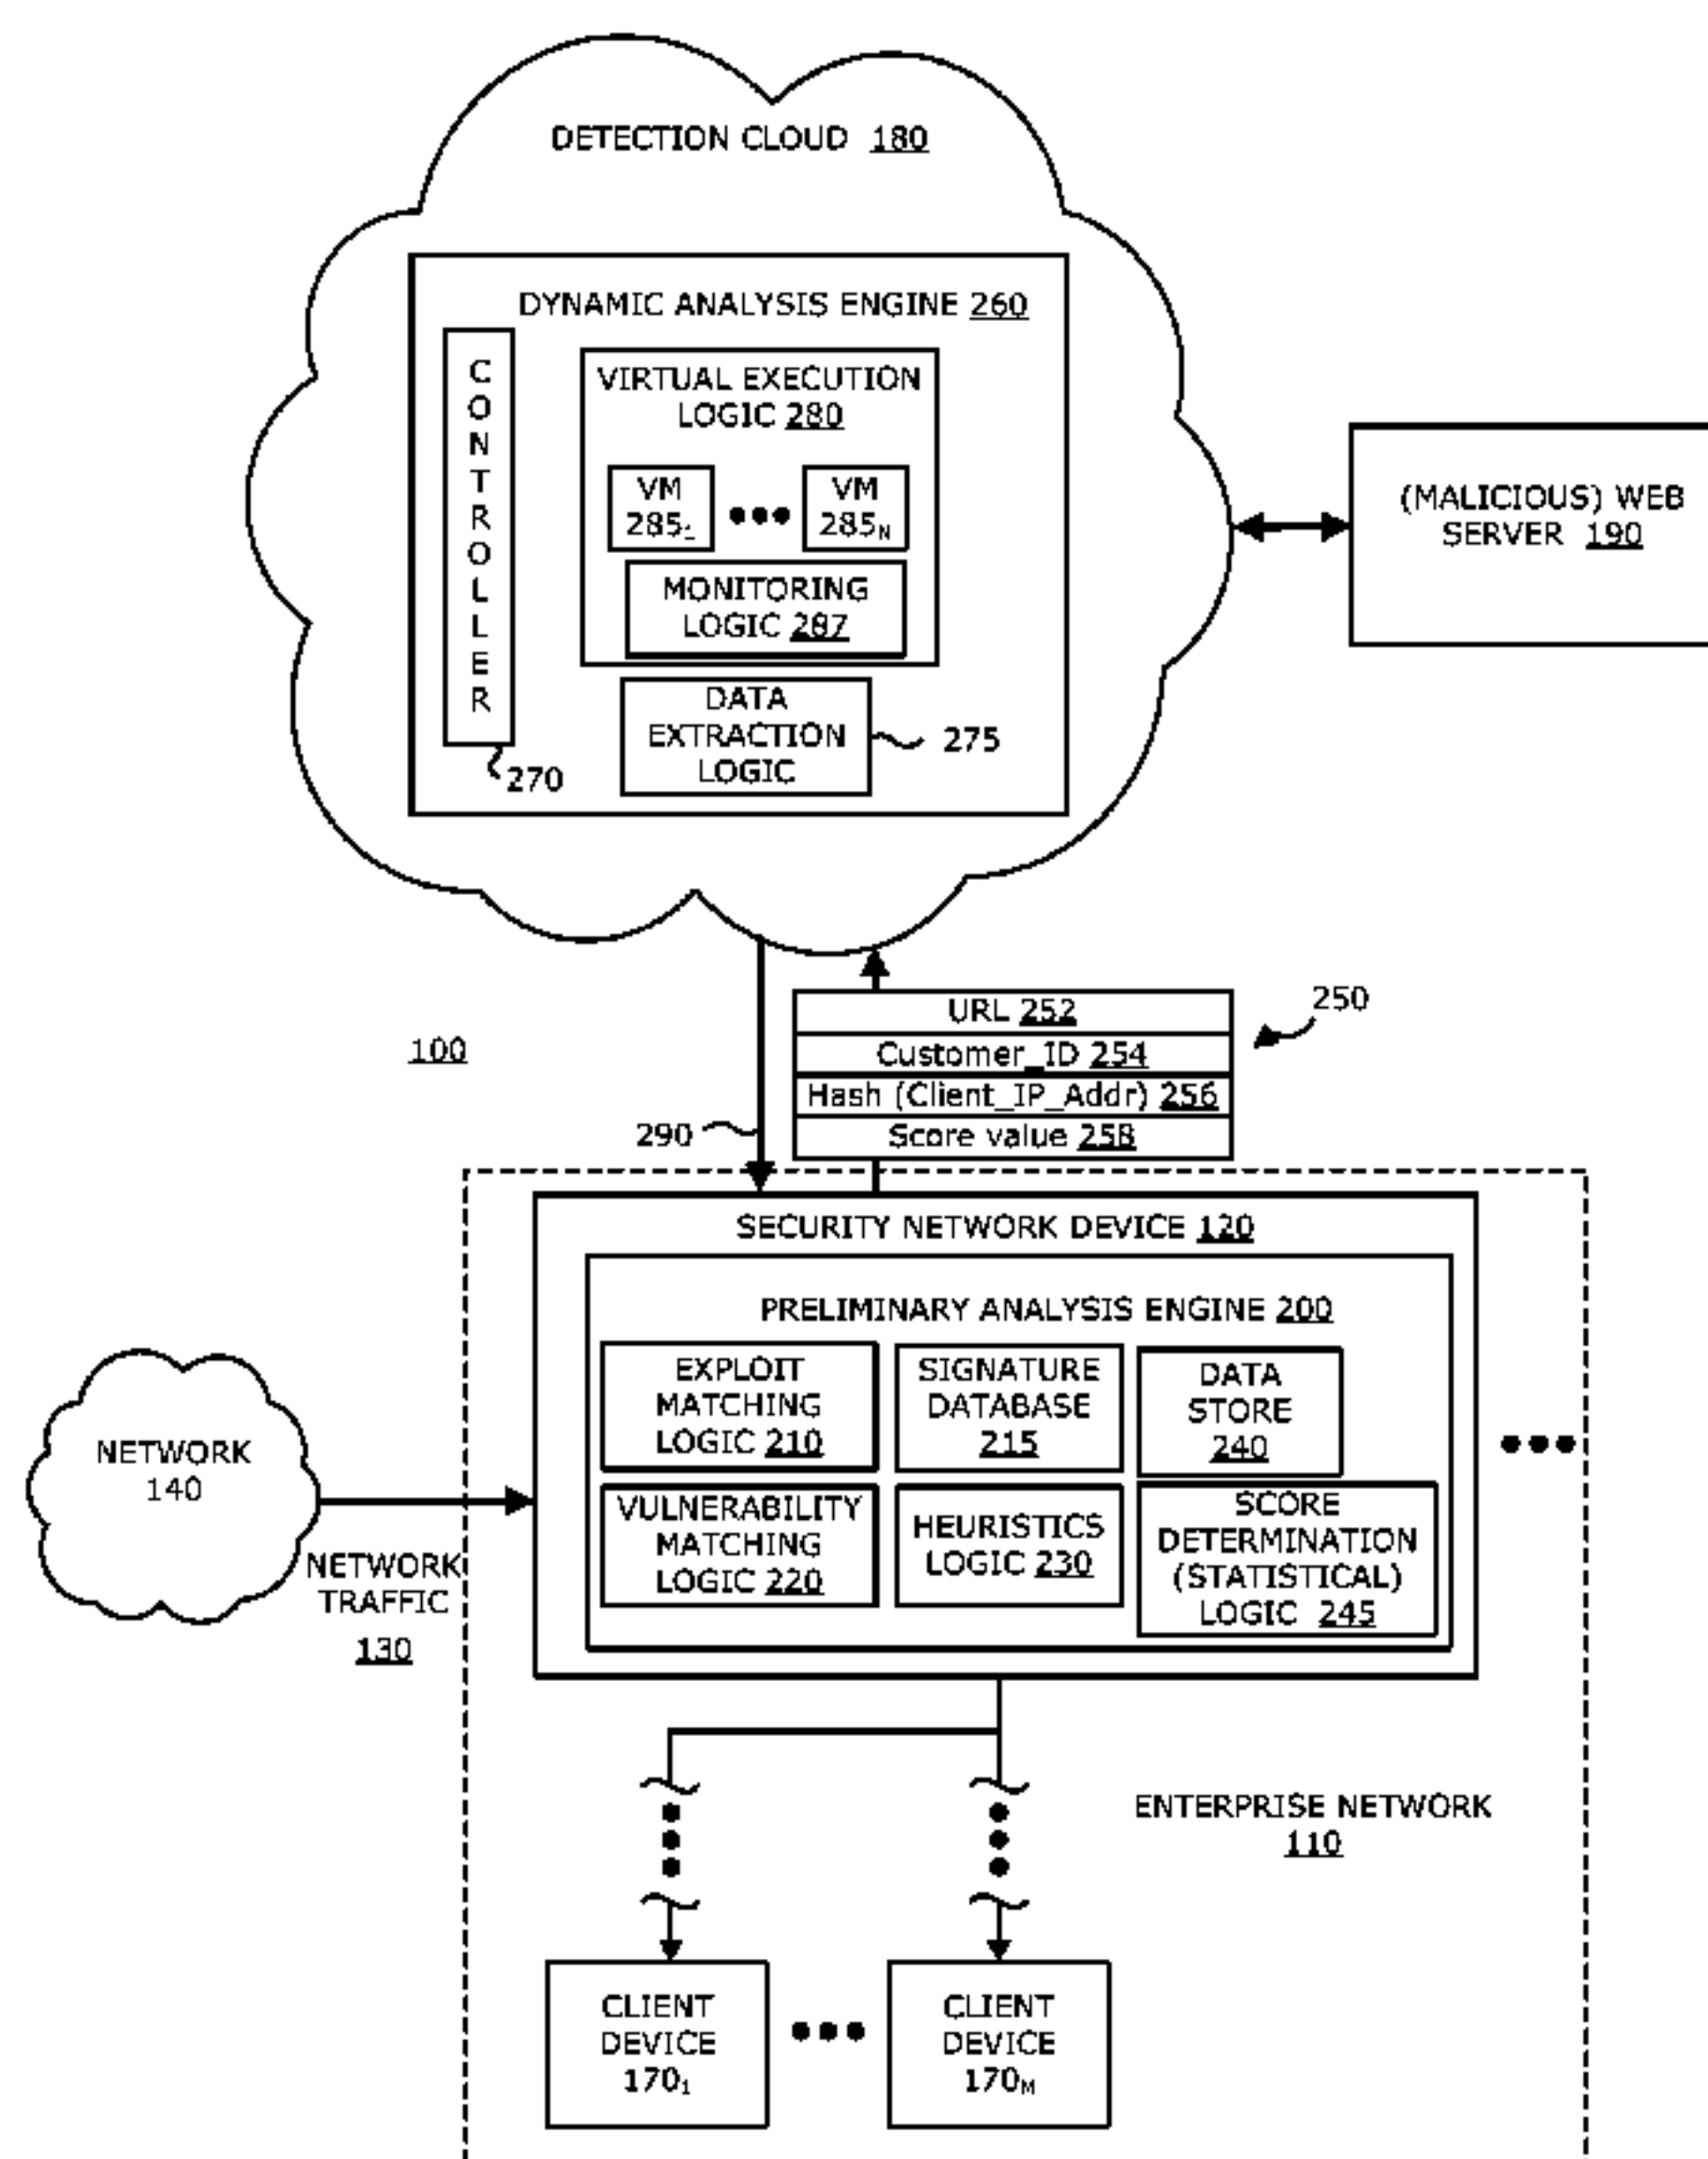 DETECTION CLOUD 180
DYNAMIC ANALYSIS ENGINE 260
CONTROLLER
270
VIRTUAL EXECUTION
LOGIC 280
VM
285₁
VM
285N
MONITORING
LOGIC 287
DATA
EXTRACTION
LOGIC
275
(MALICIOUS) WEB
SERVER 190
100
290
URL 252
Customer_ID 254
Hash (Client_IP_Addr) 256
Score value 258
250
SECURITY NETWORK DEVICE 120
PRELIMINARY ANALYSIS ENGINE 200
EXPLOIT
MATCHING
LOGIC 210
SIGNATURE
DATABASE
215
DATA
STORE
240
VULNERABILITY
MATCHING
LOGIC 220
HEURISTICS
LOGIC 230
SCORE
DETERMINATION
(STATISTICAL)
LOGIC 245
NETWORK
140
NETWORK
TRAFFIC
130
ENTERPRISE NETWORK
110
CLIENT
DEVICE
170₁
CLIENT
DEVICE
170M